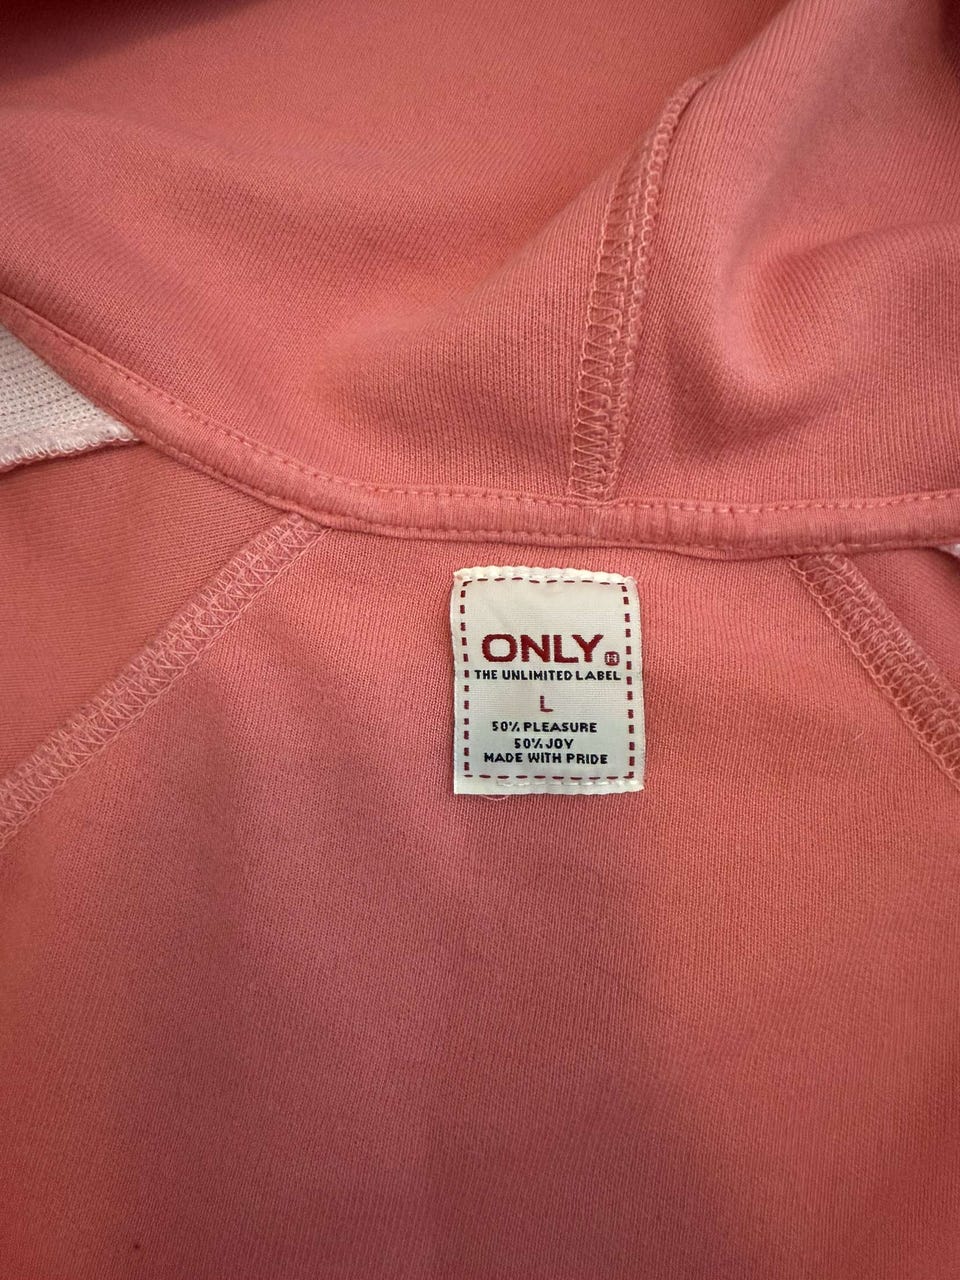 ONLY®
THE UNLIMITED LABEL
L
50% PLEASURE
50% JOY
MADE WITH PRIDE